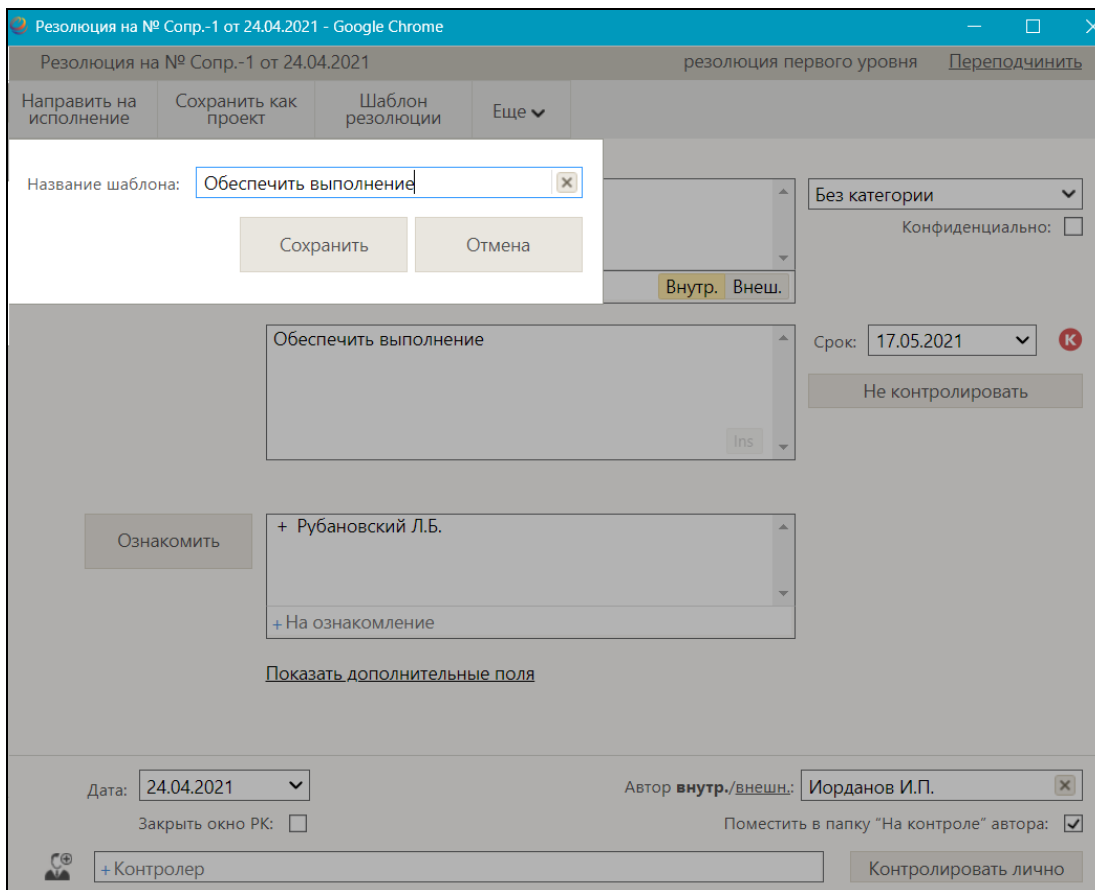 Резолюция на № Сопр.-1 от 24.04.2021 - Google Chrome
Резолюция на № Сопр.-1 от 24.04.2021 резолюция первого уровня Переподчинить
Направить на исполнение
Сохранить как проект
Шаблон резолюции
Еще
Название шаблона: Обеспечить выполнение
Сохранить Отмена
Без категории
Конфиденциально:
Внутр. Внеш.
Обеспечить выполнение
Срок: 17.05.2021 К
Не контролировать
Ins
Ознакомить
+ Рубановский Л.Б.
+На ознакомление
Показать дополнительные поля
Дата: 24.04.2021
Автор внутр./внешн.: Иорданов И.П.
Закрыть окно РК:
Поместить в папку "На контроле" автора:
+Контролер
Контролировать лично